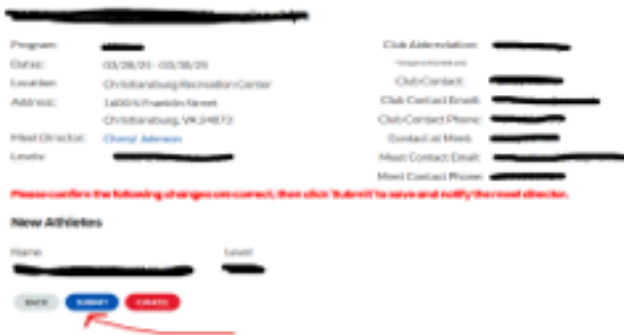 Program:
Dates: 03/28/25 - 03/30/25
Location: Christiansburg Recreation Center
Address: 1600 N Franklin Street
Christiansburg, VA 24073
Meet Director: Cheryl Johnson
Levels:
Club Abbreviation:
Club Contact:
Club Contact Email:
Club Contact Phone:
Contact at Meet:
Meet Contact Email:
Meet Contact Phone:
Please confirm the following changes are correct, then click 'Submit' to save and notify the meet director.
New Athletes
Name Level
BACK SUBMIT